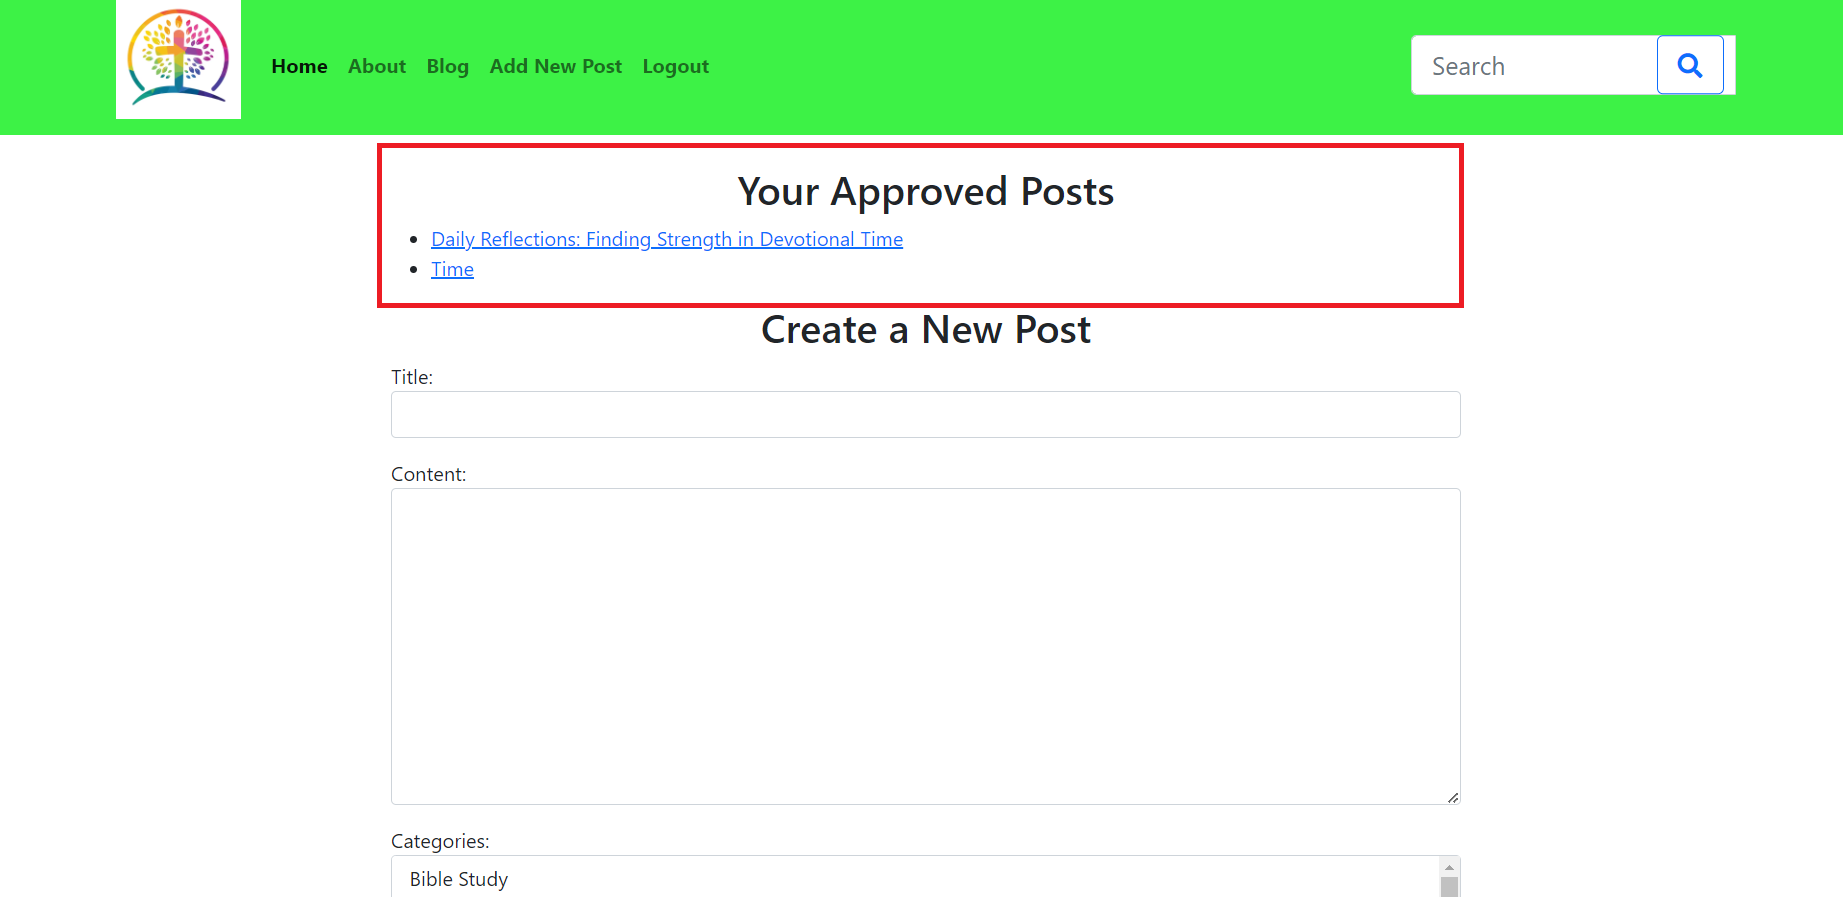 Home About Blog Add New Post Logout
Search
Your Approved Posts
Daily Reflections: Finding Strength in Devotional Time
Time
Create a New Post
Title:
Content:
Categories:
Bible Study